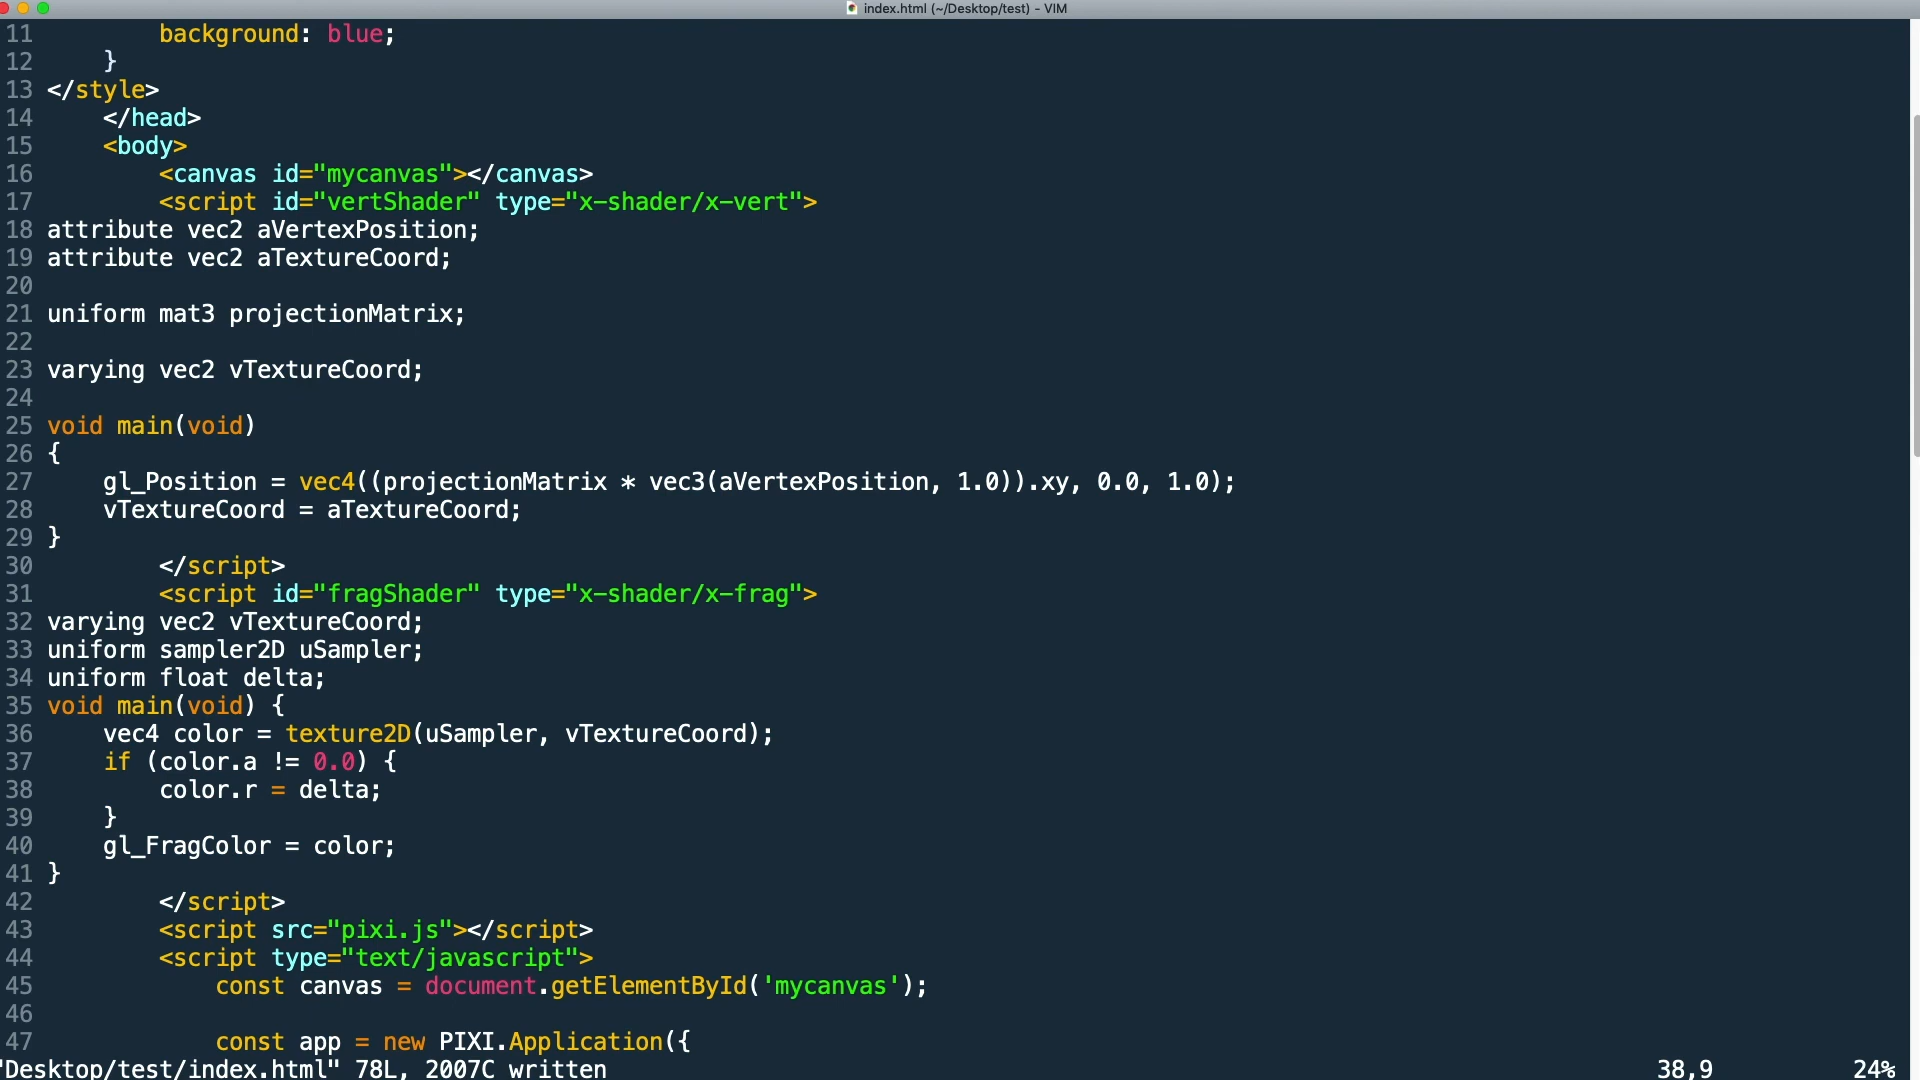 index.html (~/Desktop/test) - VIM
11 background: blue;
12 }
13 </style>
14 </head>
15 <body>
16 <canvas id="mycanvas"></canvas>
17 <script id="vertShader" type="x-shader/x-vert">
18 attribute vec2 aVertexPosition;
19 attribute vec2 aTextureCoord;
20
21 uniform mat3 projectionMatrix;
22
23 varying vec2 vTextureCoord;
24
25 void main(void)
26 {
27 gl_Position = vec4((projectionMatrix * vec3(aVertexPosition, 1.0)).xy, 0.0, 1.0);
28 vTextureCoord = aTextureCoord;
29 }
30 </script>
31 <script id="fragShader" type="x-shader/x-frag">
32 varying vec2 vTextureCoord;
33 uniform sampler2D uSampler;
34 uniform float delta;
35 void main(void) {
36 vec4 color = texture2D(uSampler, vTextureCoord);
37 if (color.a != 0.0) {
38 color.r = delta;
39 }
40 gl_FragColor = color;
41 }
42 </script>
43 <script src="pixi.js"></script>
44 <script type="text/javascript">
45 const canvas = document.getElementById('mycanvas');
46
47 const app = new PIXI.Application({
"Desktop/test/index.html" 78L, 2007C written 38,9 24%